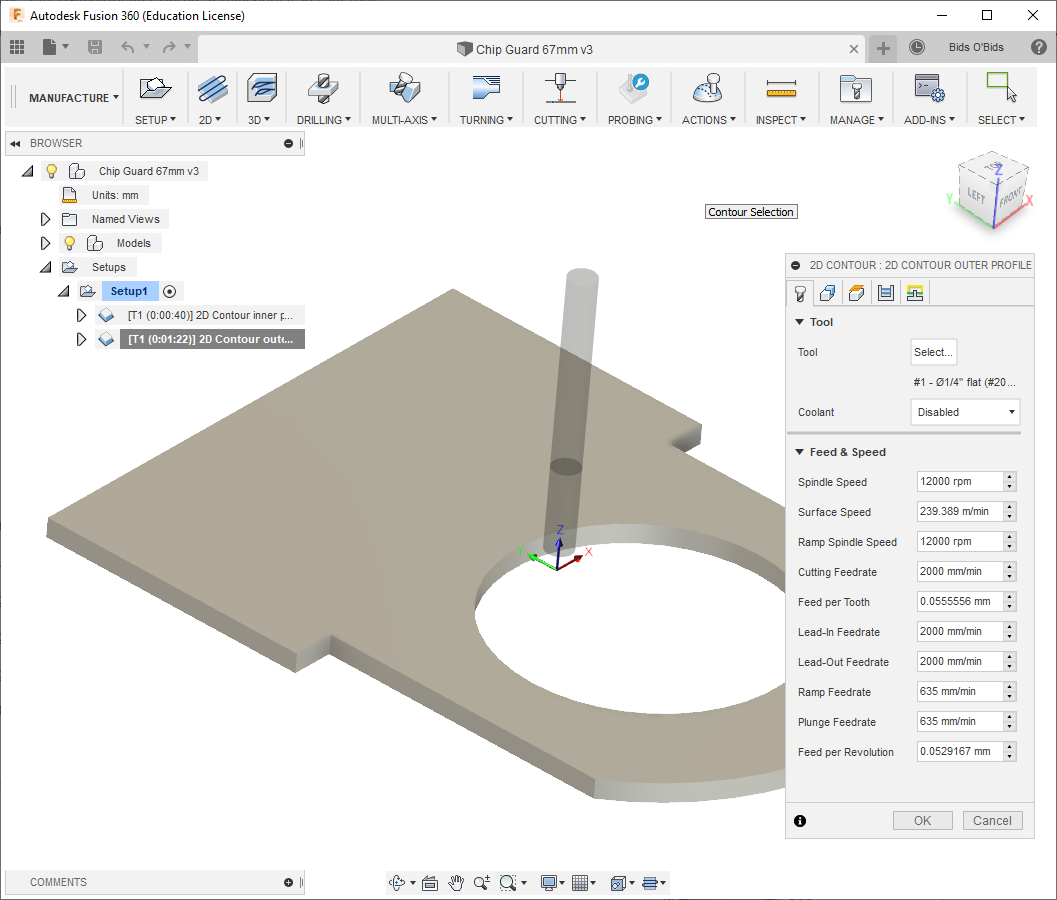 Autodesk Fusion 360 (Education License)
Chip Guard 67mm v3
Bids O'Bids
MANUFACTURE
SETUP
2D
3D
DRILLING
MULTI-AXIS
TURNING
CUTTING
PROBING
ACTIONS
INSPECT
MANAGE
ADD-INS
SELECT
BROWSER
Chip Guard 67mm v3
Units: mm
Named Views
Models
Setups
Setup1
[T1 (0:00:40)] 2D Contour inner p...
[T1 (0:01:22)] 2D Contour oute...
Contour Selection
Z
LEFT
FRONT
Y
X
Z
Y
X
2D CONTOUR : 2D CONTOUR OUTER PROFILE
Tool
Tool
Select...
#1 - Ø1/4" flat (#20...
Coolant
Disabled
Feed & Speed
Spindle Speed
12000 rpm
Surface Speed
239.389 m/min
Ramp Spindle Speed
12000 rpm
Cutting Feedrate
2000 mm/min
Feed per Tooth
0.0555556 mm
Lead-In Feedrate
2000 mm/min
Lead-Out Feedrate
2000 mm/min
Ramp Feedrate
635 mm/min
Plunge Feedrate
635 mm/min
Feed per Revolution
0.0529167 mm
OK
Cancel
COMMENTS